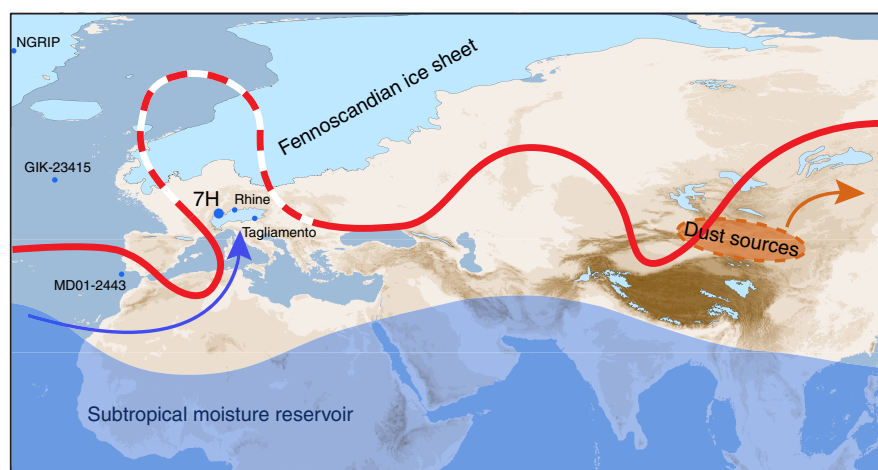 NGRIP
Fennoscandian ice sheet
GIK-23415
7H
Rhine
Tagliamento
Dust sources
MD01-2443
Subtropical moisture reservoir